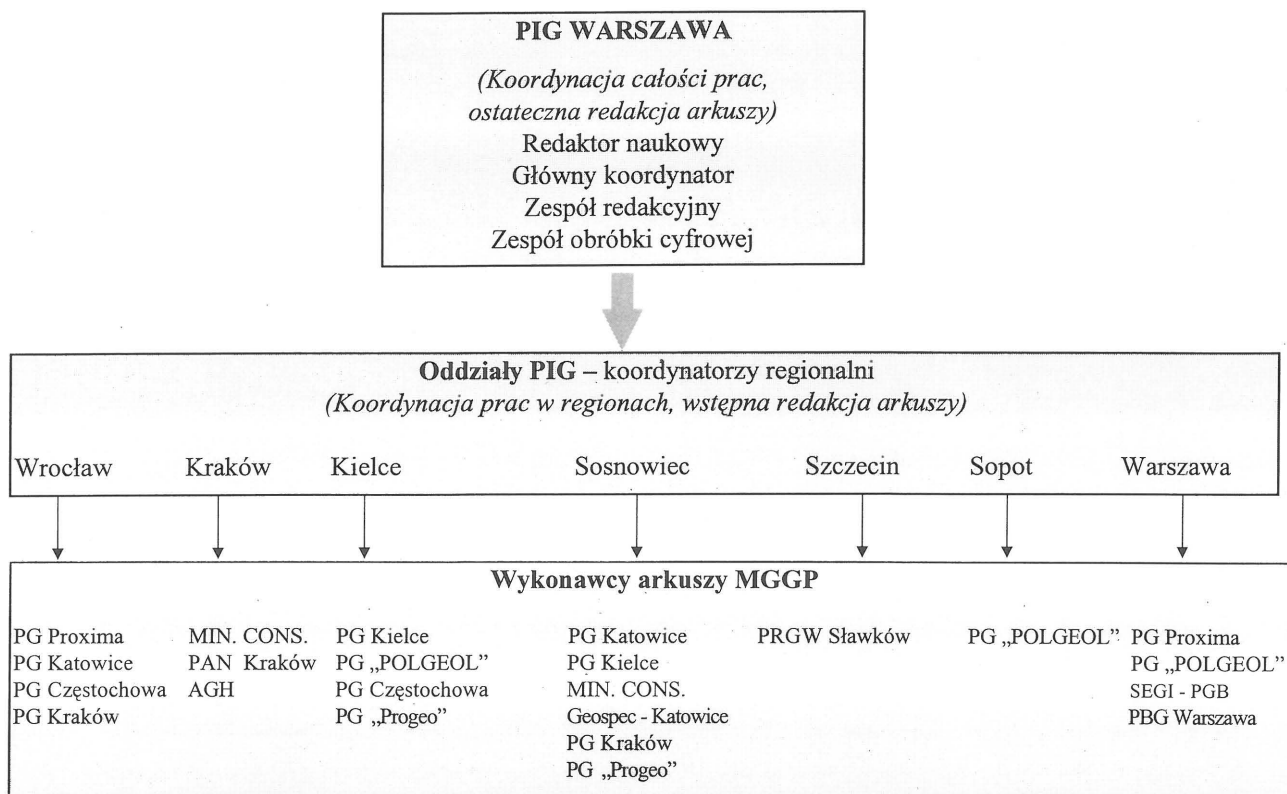 PIG WARSZAWA
(Koordynacja całości prac,
ostateczna redakcja arkuszy)
Redaktor naukowy
Główny koordynator
Zespół redakcyjny
Zespół obróbki cyfrowej
Oddziały PIG – koordynatorzy regionalni
(Koordynacja prac w regionach, wstępna redakcja arkuszy)
Wrocław Kraków Kielce Sosnowiec Szczecin Sopot Warszawa
Wykonawcy arkuszy MGGP
PG Proxima MIN. CONS. PG Kielce PG Katowice PRGW Sławków PG „POLGEOL” PG Proxima
PG Katowice PAN Kraków PG „POLGEOL” PG Kielce PG „POLGEOL”
PG Częstochowa AGH PG Częstochowa MIN. CONS. SEGI - PGB
PG Kraków PG „Progeo” Geospec - Katowice PBG Warszawa
PG Kraków
PG „Progeo”